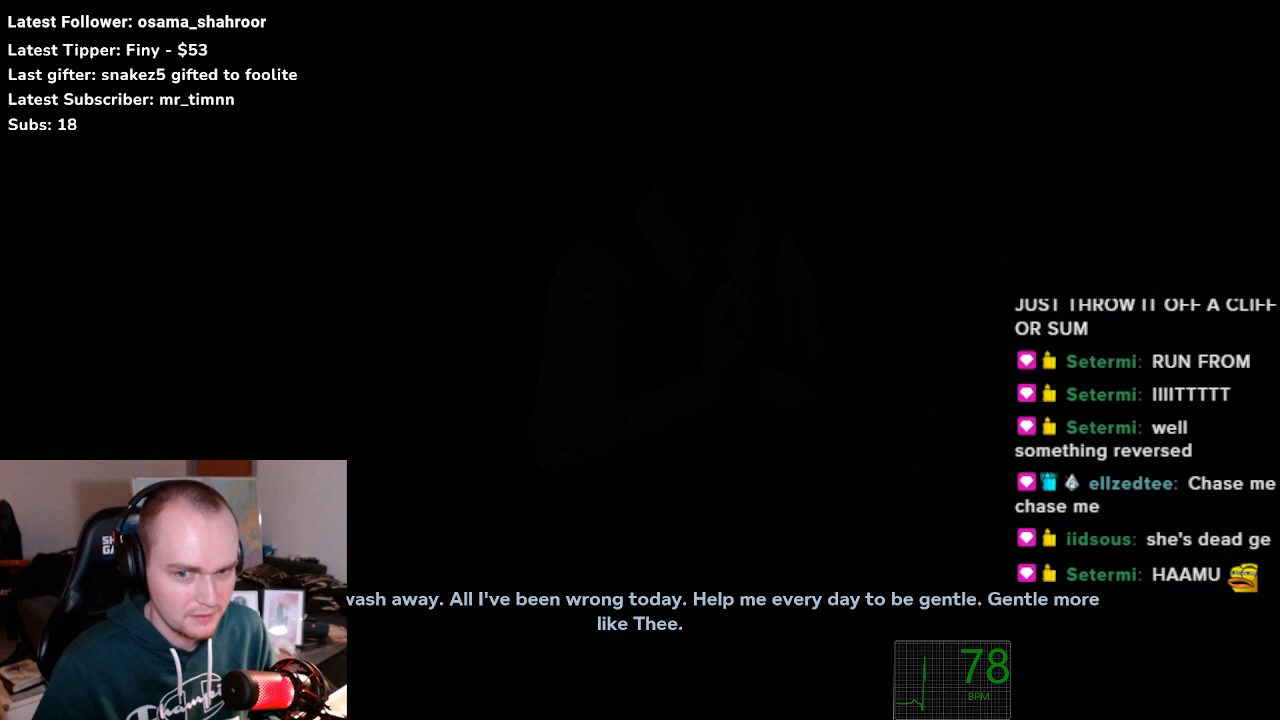 Latest Follower: osama_shahroor
Latest Tipper: Finy - $53
Last gifter: snakez5 gifted to foolite
Latest Subscriber: mr_timnn
Subs: 18
JUST THROW IT OFF A CLIFF
OR SUM
Setermi: RUN FROM
Setermi: IIIITTTTT
Setermi: well
something reversed
ellzedtee: Chase me
chase me
iidsous: she's dead ge
Setermi: HAAMU
wash away. All I've been wrong today. Help me every day to be gentle. Gentle more
like Thee.
78
BPM